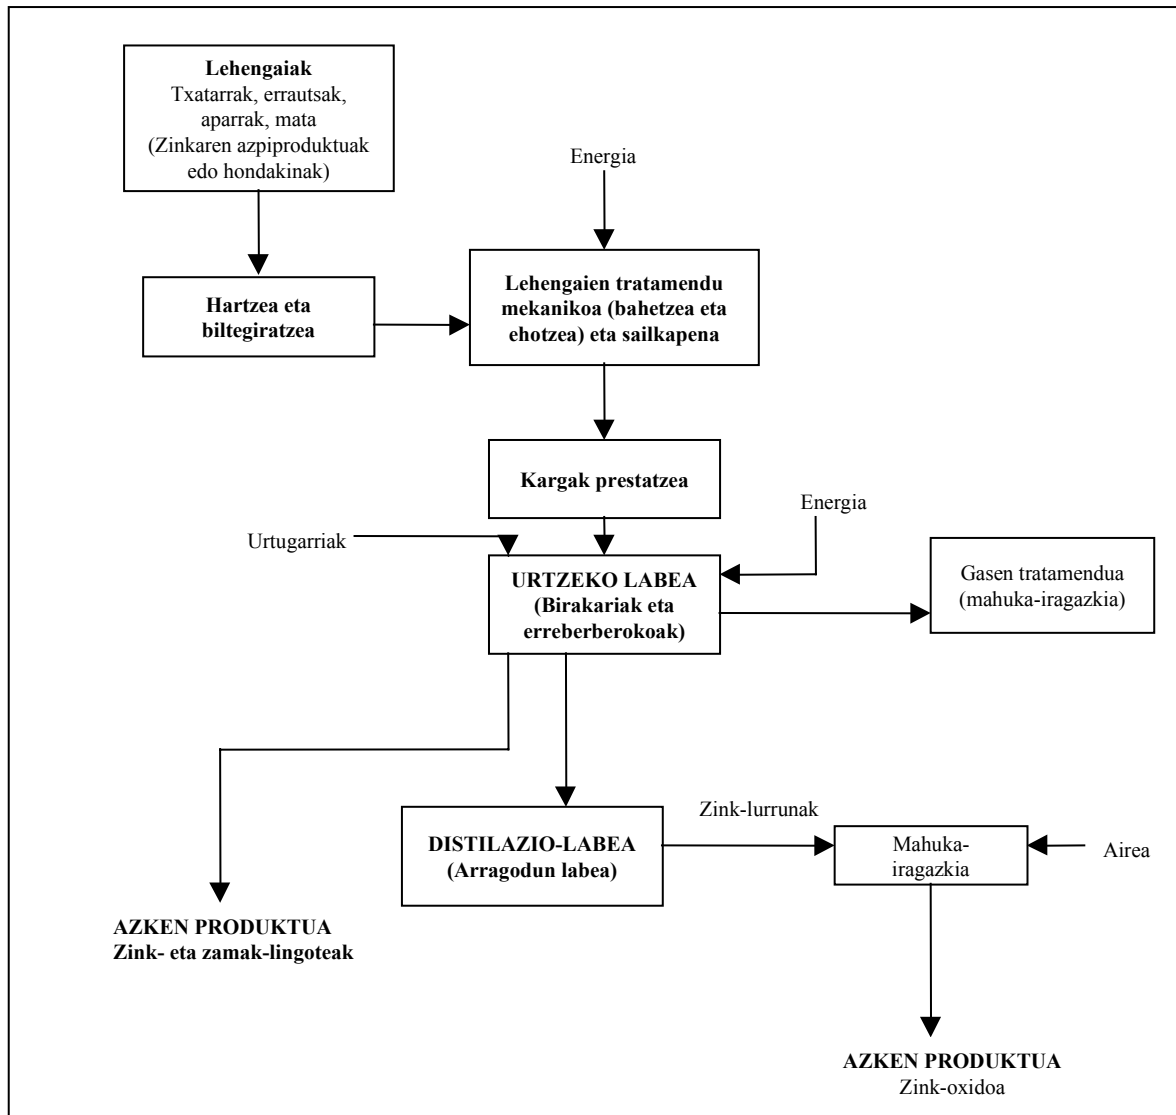 Lehengaiak
Txatarrak, errautsak,
aparrak, mata
(Zinkaren azpiproduktuak
edo hondakinak)
Energia
Hartzea eta
biltegiratzea
Lehengaien tratamendu
mekanikoa (bahetzea eta
ehotzea) eta sailkapena
Kargak prestatzea
Energia
Urtugarriak
URTZEKO LABEA
(Birakariak eta
erreberberokoak)
Gasen tratamendua
(mahuka-iragazkia)
DISTILAZIO-LABEA
(Arragodun labea)
Zink-lurrunak
Mahuka-
iragazkia
Airea
AZKEN PRODUKTUA
Zink- eta zamak-lingoteak
AZKEN PRODUKTUA
Zink-oxidoa